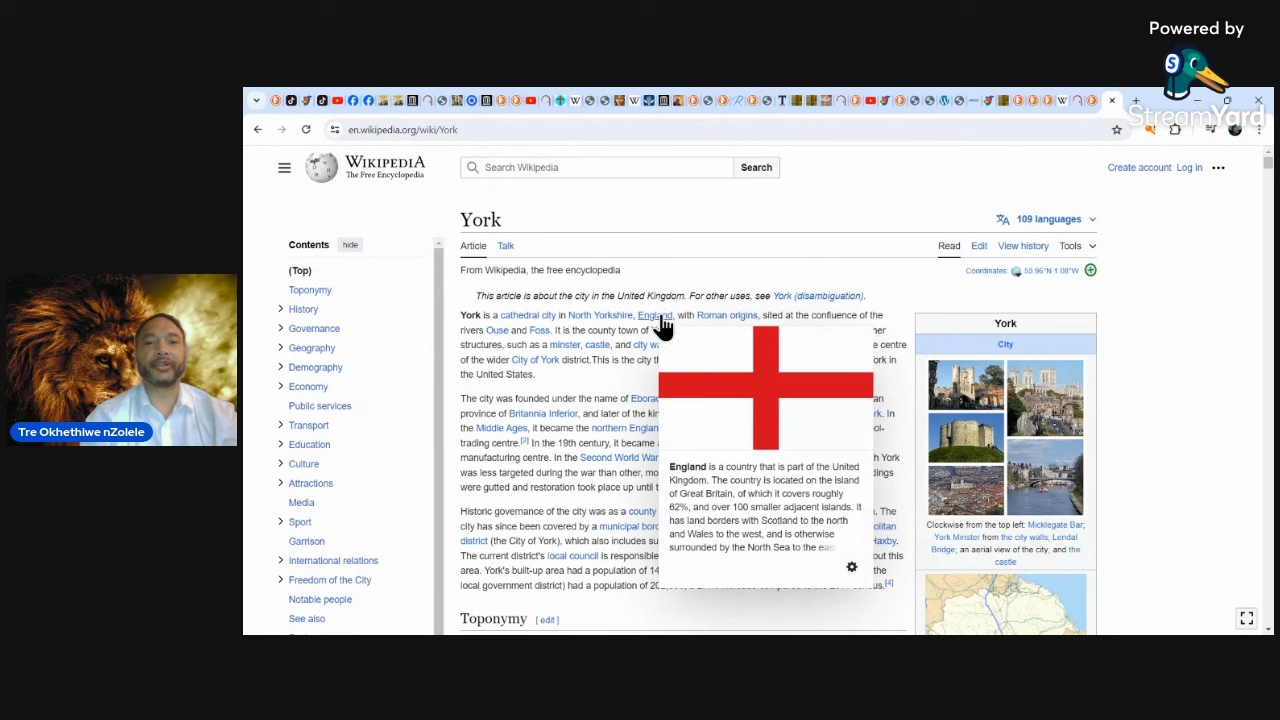 Powered by
S
StreamYard
en.wikipedia.org/wiki/York
WIKIPEDIA
The Free Encyclopedia
Search Wikipedia
Search
Create account Log in
York
109 languages
Contents hide
Article Talk
Read Edit View history Tools
(Top)
Toponymy
History
Governance
Geography
Demography
Economy
Public services
Transport
Education
Culture
Attractions
Media
Sport
Garrison
International relations
Freedom of the City
Notable people
See also
From Wikipedia, the free encyclopedia
Coordinates: 53.96°N 1.08°W
This article is about the city in the United Kingdom. For other uses, see York (disambiguation).
York is a cathedral city in North Yorkshire, England, with Roman origins, sited at the confluence of the
rivers Ouse and Foss. It is the county town of
structures, such as a minster, castle, and city centre
of the wider City of York district.This is the city York in
the United States.
The city was founded under the name of
province of Britannia Inferior, and later of the In
the Middle Ages, it became the northern
trading centre.[2] In the 19th century, it became a
manufacturing centre. In the Second World War York
was less targeted during the war than other,
were gutted and restoration took place up until
Historic governance of the city was as a county The
city has since been covered by a municipal
district (the City of York), which also includes Haxby.
The current district's local council is responsible about this
area. York's built-up area had a population of the
local government district) had a population of census.[4]
England is a country that is part of the United
Kingdom. The country is located on the island
of Great Britain, of which it covers roughly
62%, and over 100 smaller adjacent islands. It
has land borders with Scotland to the north
and Wales to the west, and is otherwise
surrounded by the North Sea to the east
York
City
Clockwise from the top left: Micklegate Bar;
York Minster from the city walls; Lendal
Bridge; an aerial view of the city; and the
castle
Toponymy [ edit ]
Tre Okhethiwe nZolele